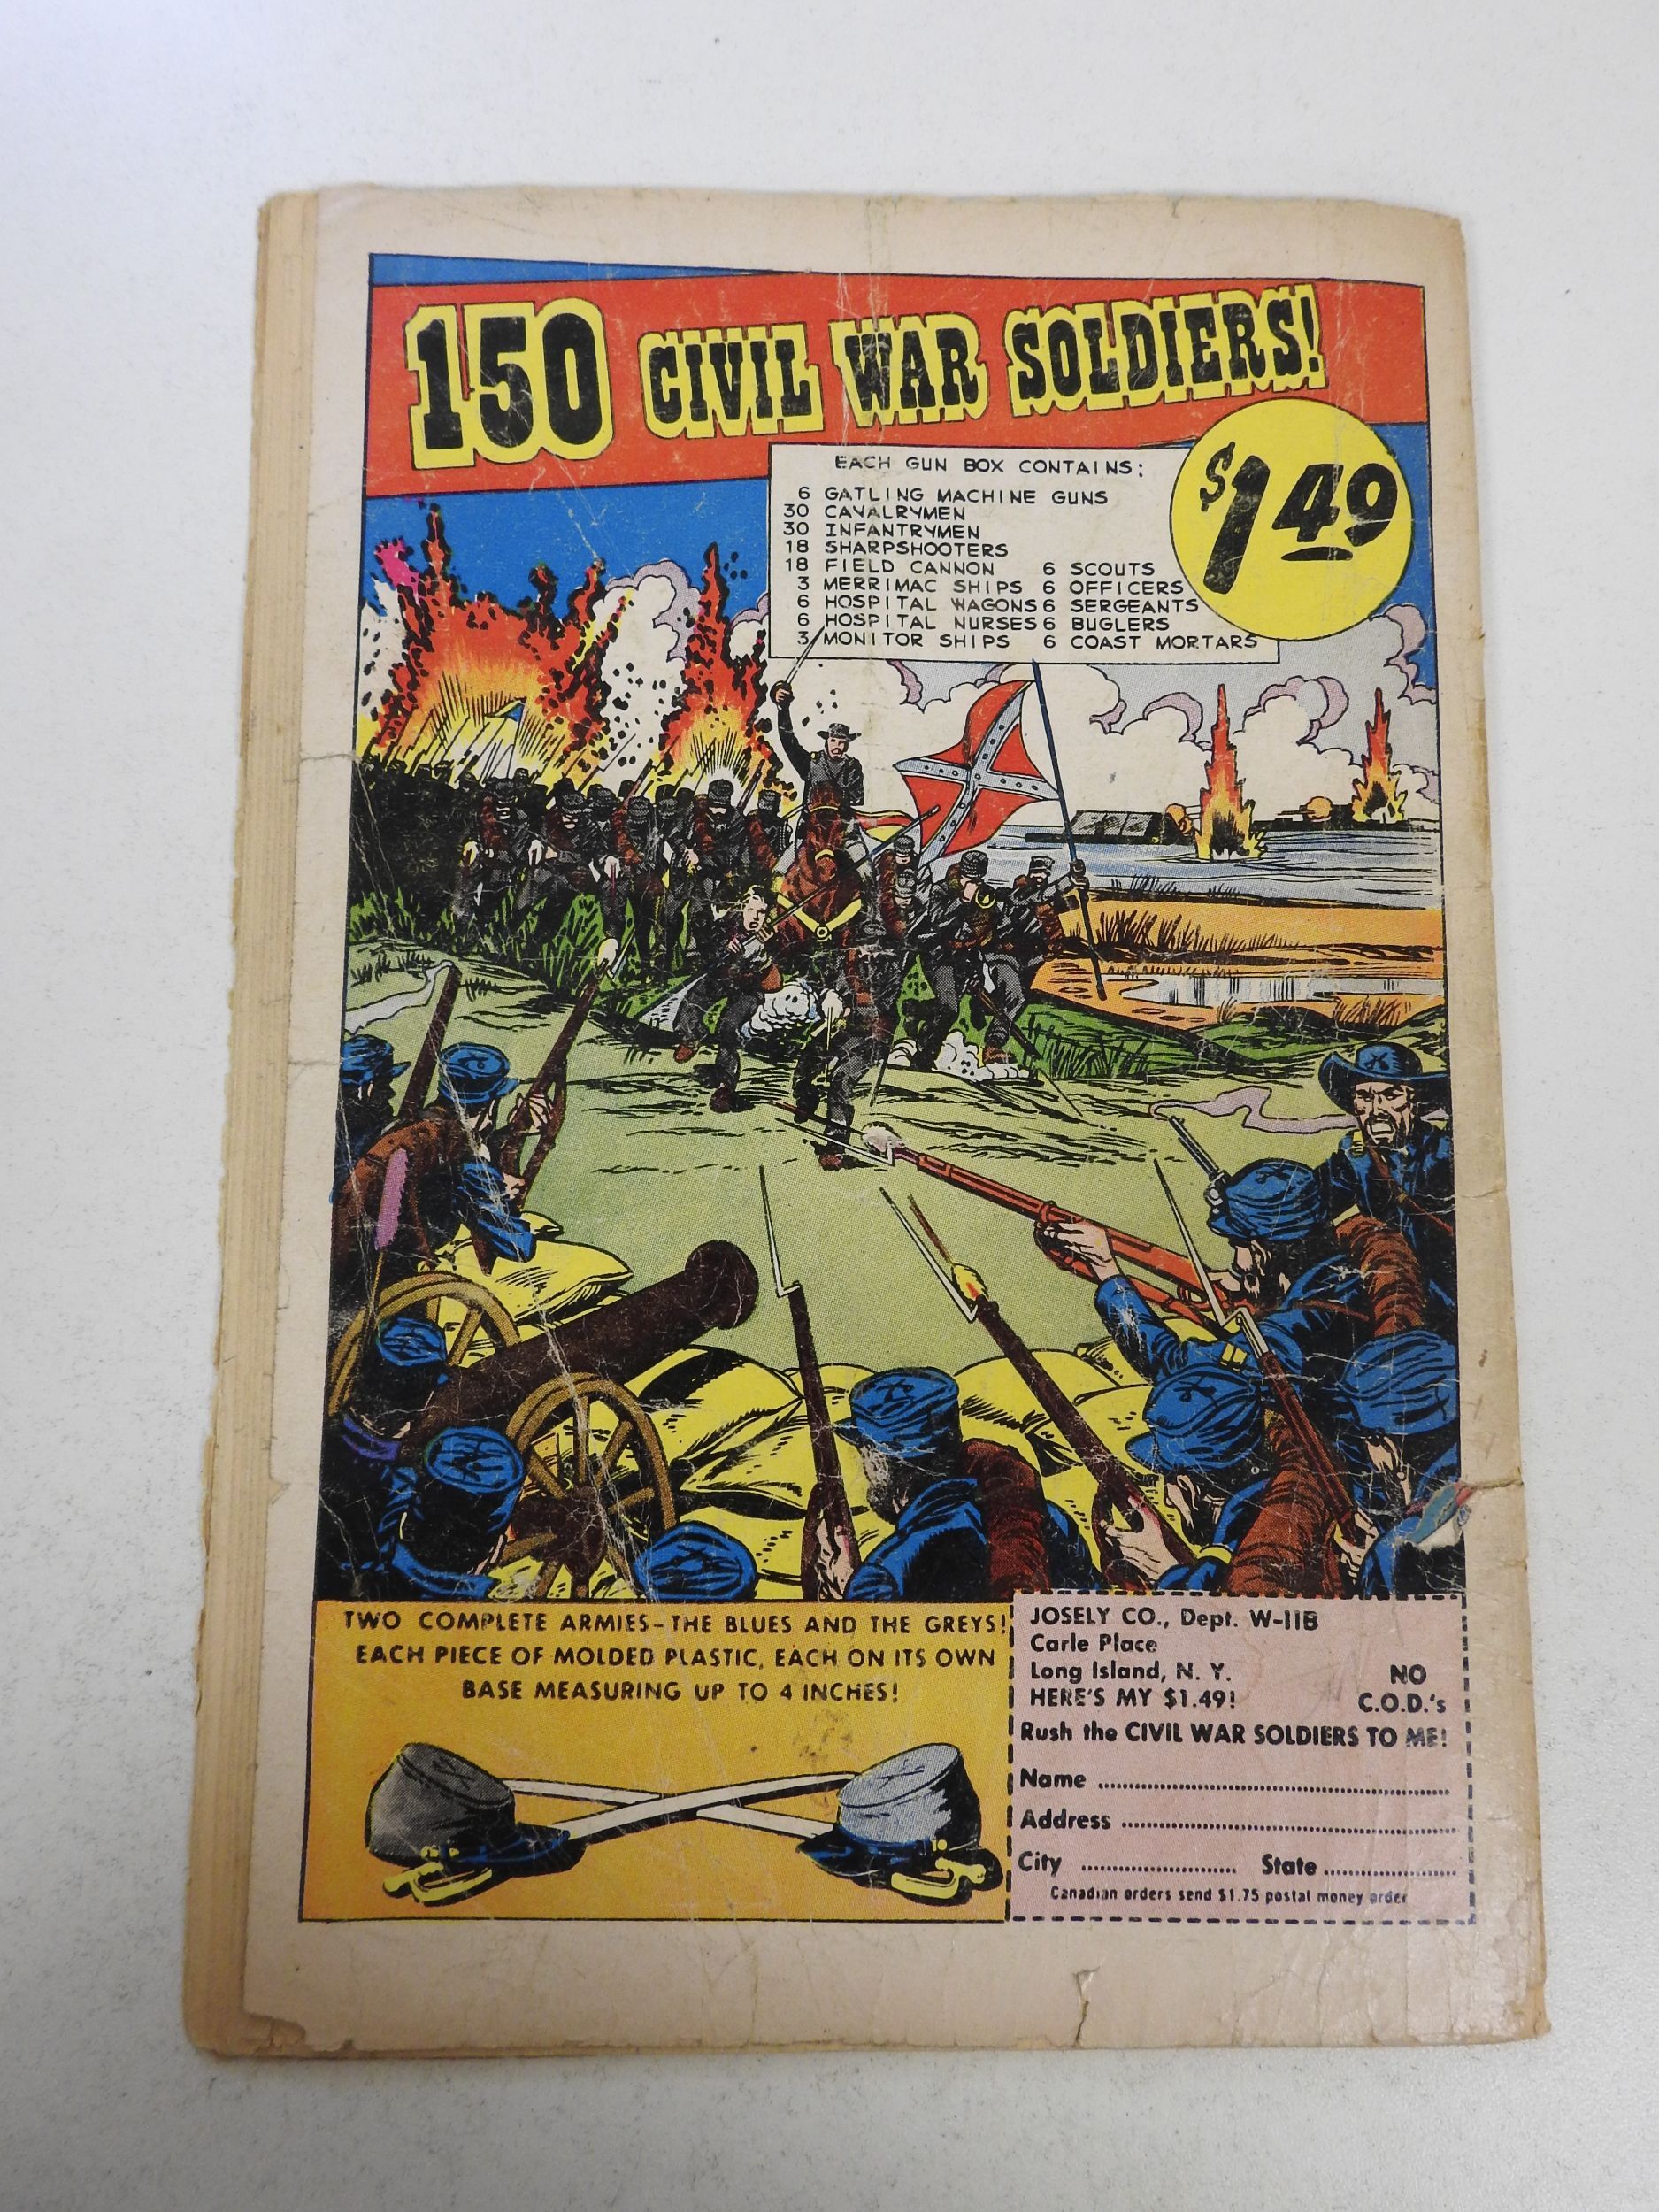 150 CIVIL WAR SOLDIERS!
$1.49
EACH GUN BOX CONTAINS:
6 GATLING MACHINE GUNS
30 CAVALRYMEN
30 INFANTRYMEN
18 SHARPSHOOTERS
18 FIELD CANNON 6 SCOUTS
3 MERRIMAC SHIPS 6 OFFICERS
6 HOSPITAL WAGONS 6 SERGEANTS
6 HOSPITAL NURSES 6 BUGLERS
3 MONITOR SHIPS 6 COAST MORTARS
TWO COMPLETE ARMIES-THE BLUES AND THE GREYS!
EACH PIECE OF MOLDED PLASTIC, EACH ON ITS OWN
BASE MEASURING UP TO 4 INCHES!
JOSELY CO., Dept. W-11B
Carle Place
Long Island, N. Y.
HERE'S MY $1.49!
NO
C.O.D.'s
Rush the CIVIL WAR SOLDIERS TO ME!
Name
Address
City State
Canadian orders send $1.75 postal money order